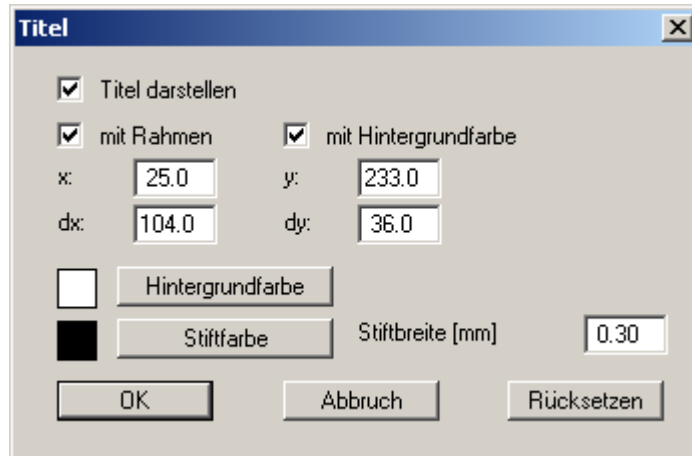 Titel
Titel darstellen
mit Rahmen mit Hintergrundfarbe
x: 25.0 y: 233.0
dx: 104.0 dy: 36.0
Hintergrundfarbe
Stiftfarbe Stiftbreite [mm] 0.30
OK Abbruch Rücksetzen